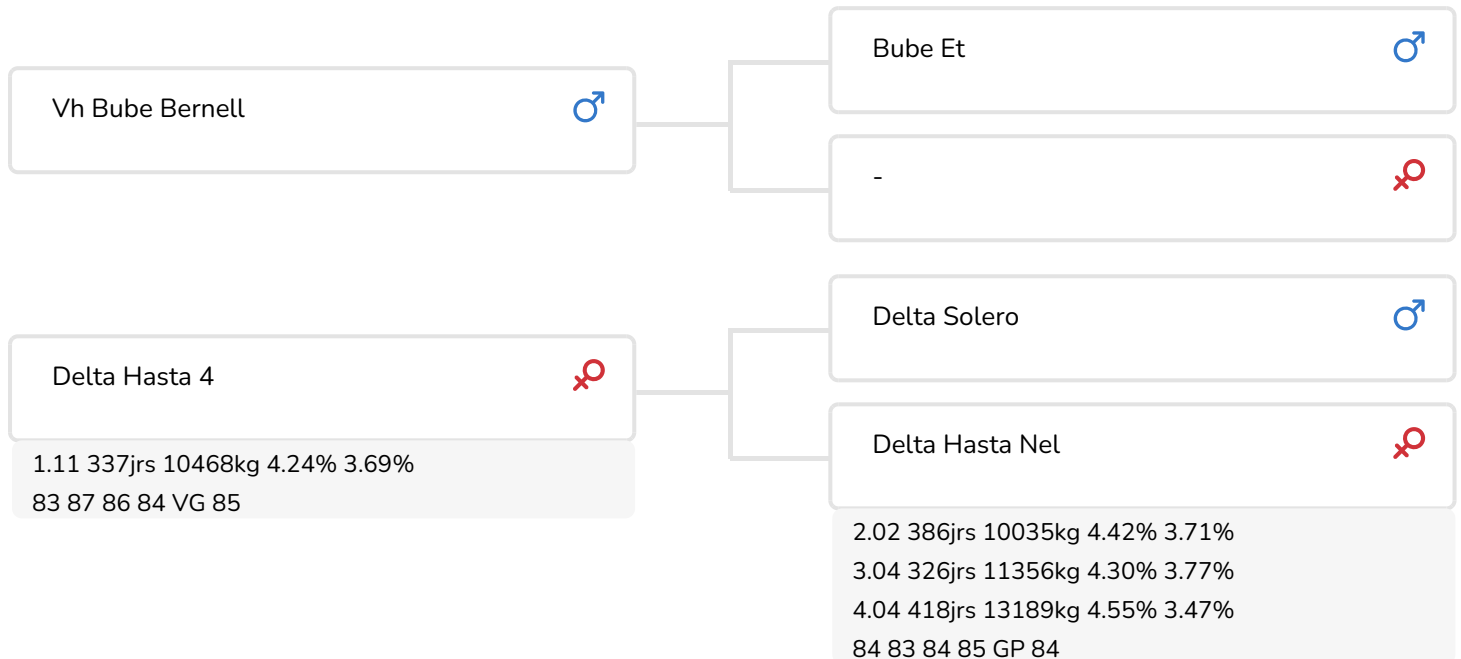 Vh Bube Bernell
Bube Et
-
Delta Hasta 4
1.11 337jrs 10468kg 4.24% 3.69%
83 87 86 84 VG 85
Delta Solero
Delta Hasta Nel
2.02 386jrs 10035kg 4.42% 3.71%
3.04 326jrs 11356kg 4.30% 3.77%
4.04 418jrs 13189kg 4.55% 3.47%
84 83 84 85 GP 84